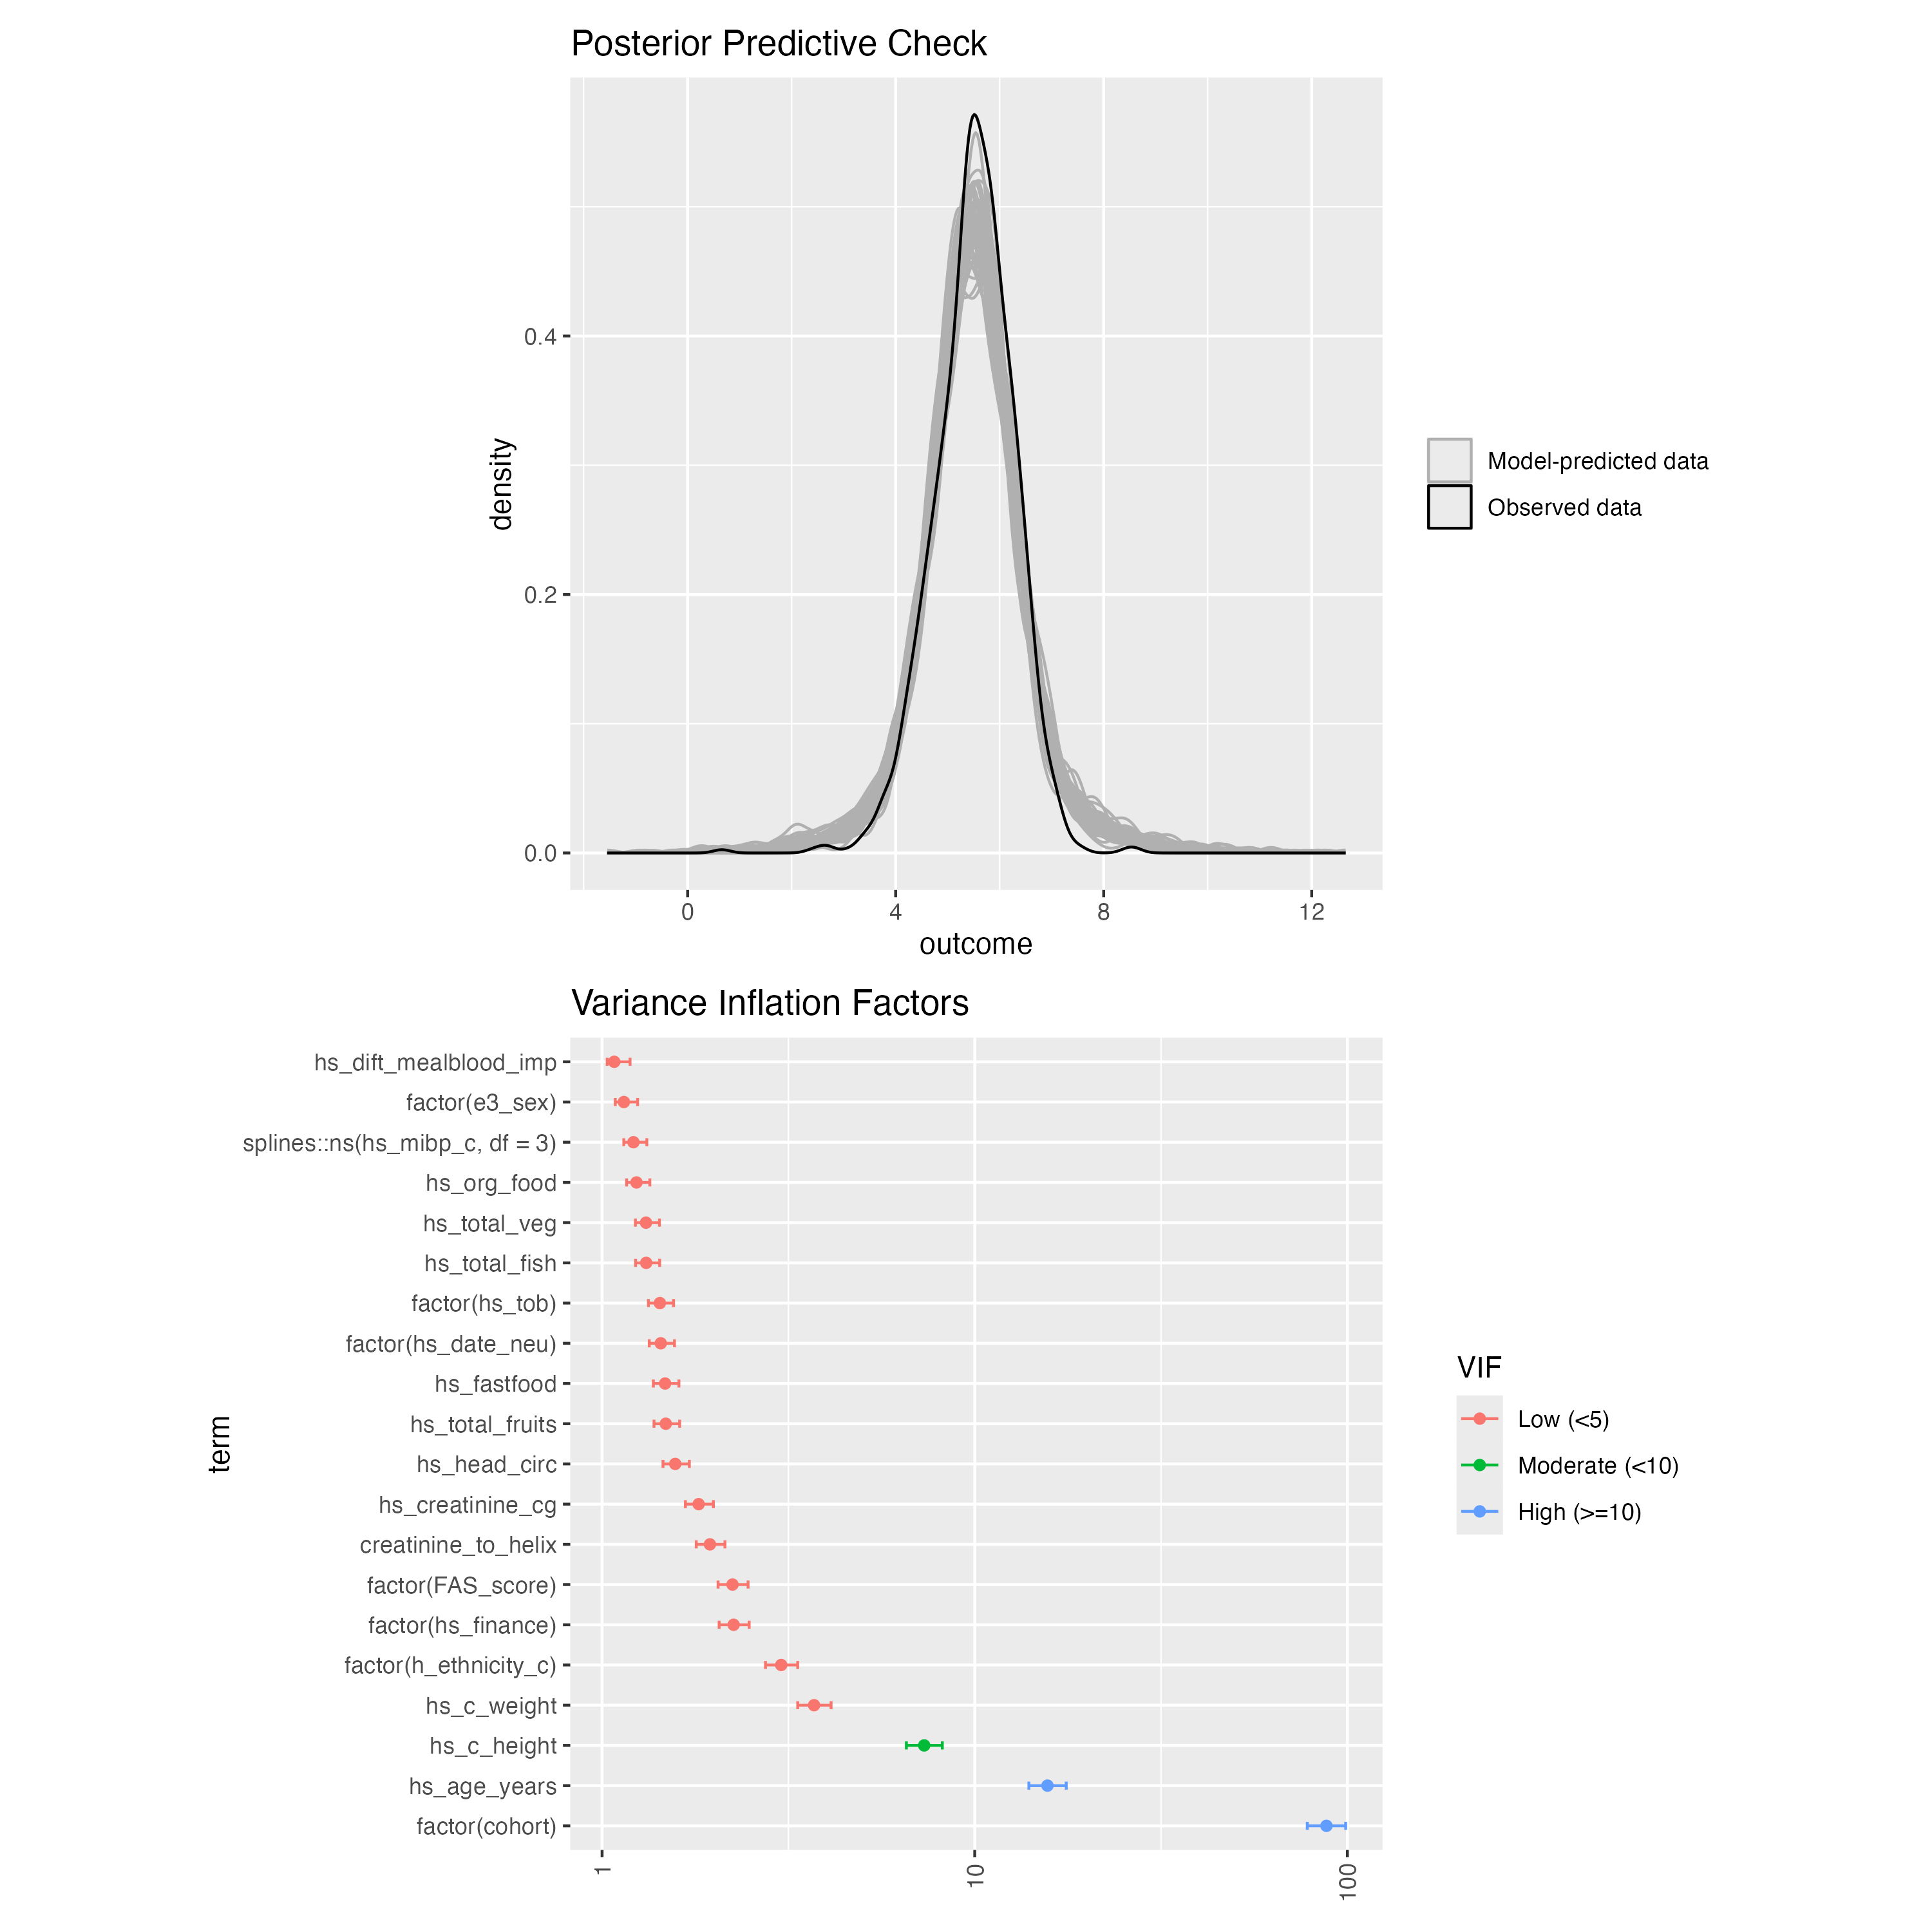 Posterior Predictive Check
density
0.4
0.2
0.0
0
4
8
12
outcome
Model-predicted data
Observed data
Variance Inflation Factors
term
hs_dift_mealblood_imp
factor(e3_sex)
splines::ns(hs_mibp_c, df = 3)
hs_org_food
hs_total_veg
hs_total_fish
factor(hs_tob)
factor(hs_date_neu)
hs_fastfood
hs_total_fruits
hs_head_circ
hs_creatinine_cg
creatinine_to_helix
factor(FAS_score)
factor(hs_finance)
factor(h_ethnicity_c)
hs_c_weight
hs_c_height
hs_age_years
factor(cohort)
1
10
100
VIF
Low (<5)
Moderate (<10)
High (>=10)